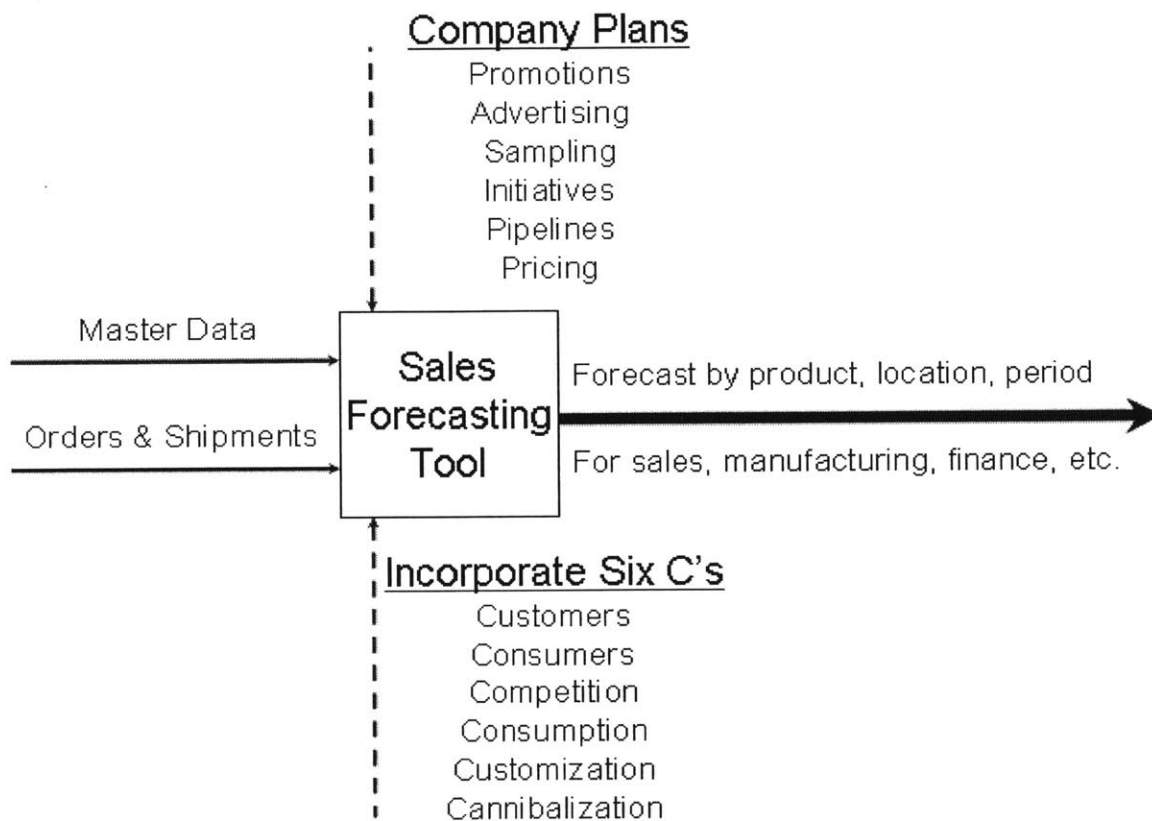 Company Plans
Promotions
Advertising
Sampling
Initiatives
Pipelines
Pricing
Master Data
Orders & Shipments
Sales
Forecasting
Tool
Forecast by product, location, period
For sales, manufacturing, finance, etc.
Incorporate Six C's
Customers
Consumers
Competition
Consumption
Customization
Cannibalization